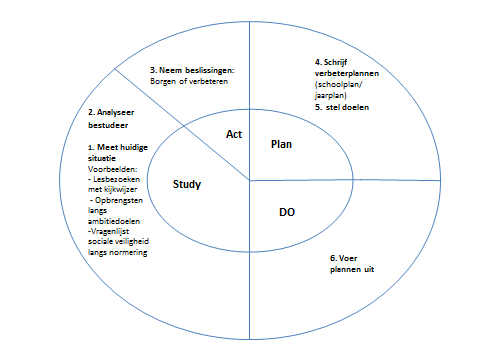 3. Neem beslissingen:
Borgen of verbeteren
4. Schrijf
verbeterplannen
(schoolplan/
jaarplan)
5. stel doelen
2. Analyseer
bestudeer
1. Meet huidige
situatie
Voorbeelden:
- Lesbezoeken
met kijkwijzer
- Opbrengsten
langs
ambitiedoelen
-Vragenlijst
sociale veiligheid
langs normering
Act
Plan
Study
DO
6. Voer
plannen uit